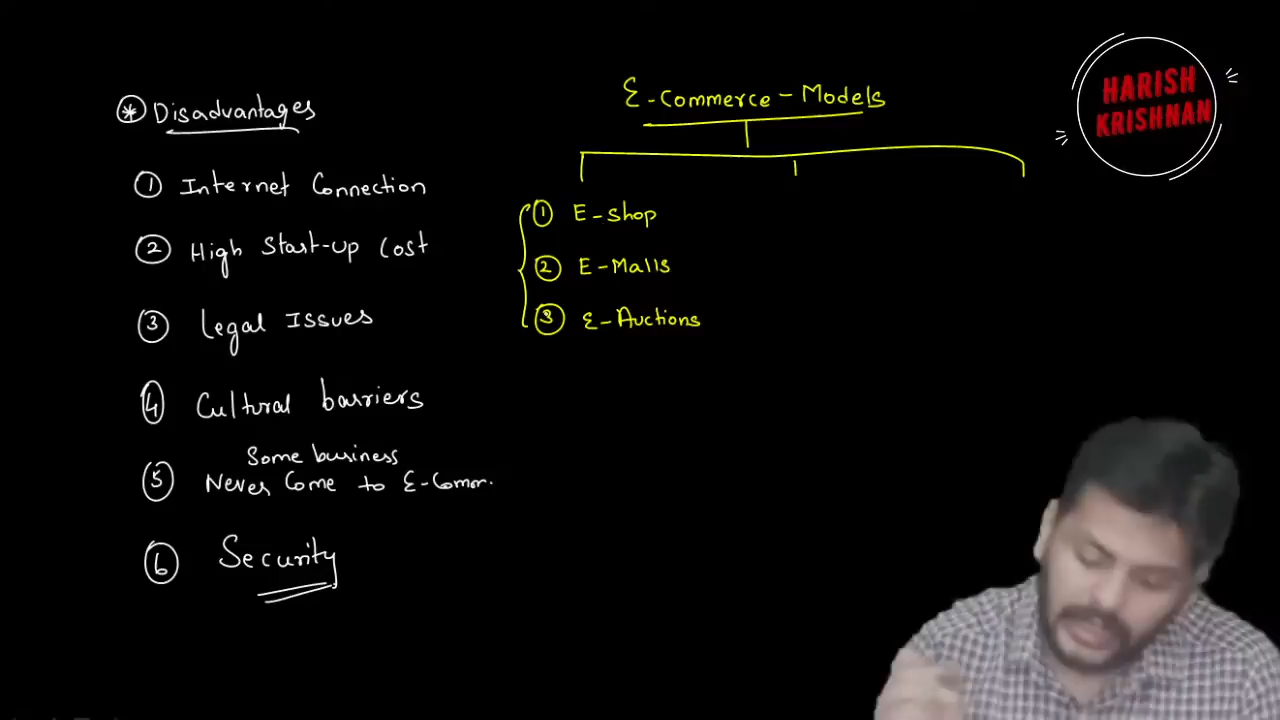 * Disadvantages
1 Internet Connection
2 High Start-up Cost
3 Legal Issues
4 Cultural barriers
Some business
5 Never Come to E-Comm.
6 Security
E-Commerce-Models
1 E-shop
2 E-Malls
3 E-Auctions
HARISH
KRISHNAN